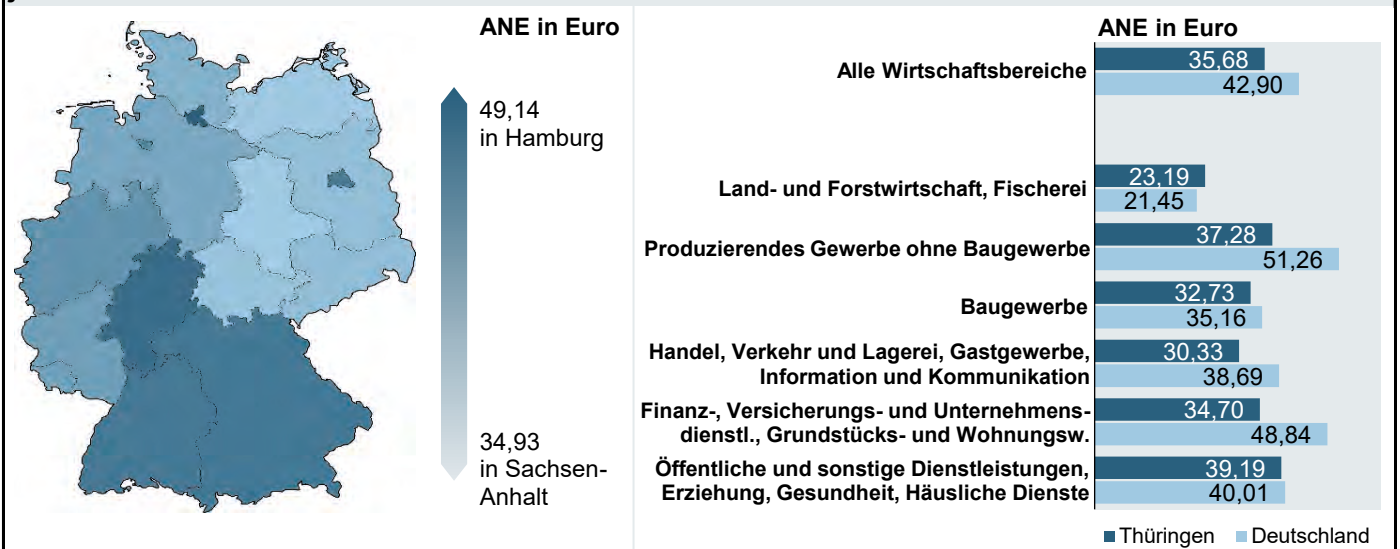 ANE in Euro
49,14
in Hamburg
34,93
in Sachsen-
Anhalt
ANE in Euro
Alle Wirtschaftsbereiche
35,68
42,90
Land- und Forstwirtschaft, Fischerei
23,19
21,45
Produzierendes Gewerbe ohne Baugewerbe
37,28
51,26
Baugewerbe
32,73
35,16
Handel, Verkehr und Lagerei, Gastgewerbe,
Information und Kommunikation
30,33
38,69
Finanz-, Versicherungs- und Unternehmens-
dienstl., Grundstücks- und Wohnungsw.
34,70
48,84
Öffentliche und sonstige Dienstleistungen,
Erziehung, Gesundheit, Häusliche Dienste
39,19
40,01
Thüringen
Deutschland